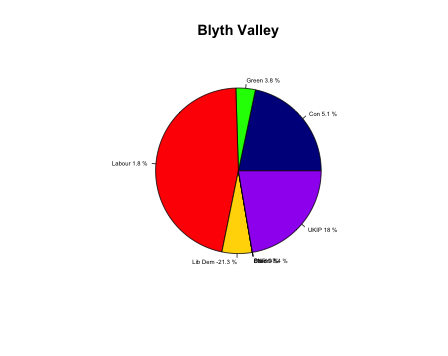 Blyth Valley
Green 3.8 %
Con 5.1 %
Labour 1.8 %
UKIP 18 %
Lib Dem -21.3 %